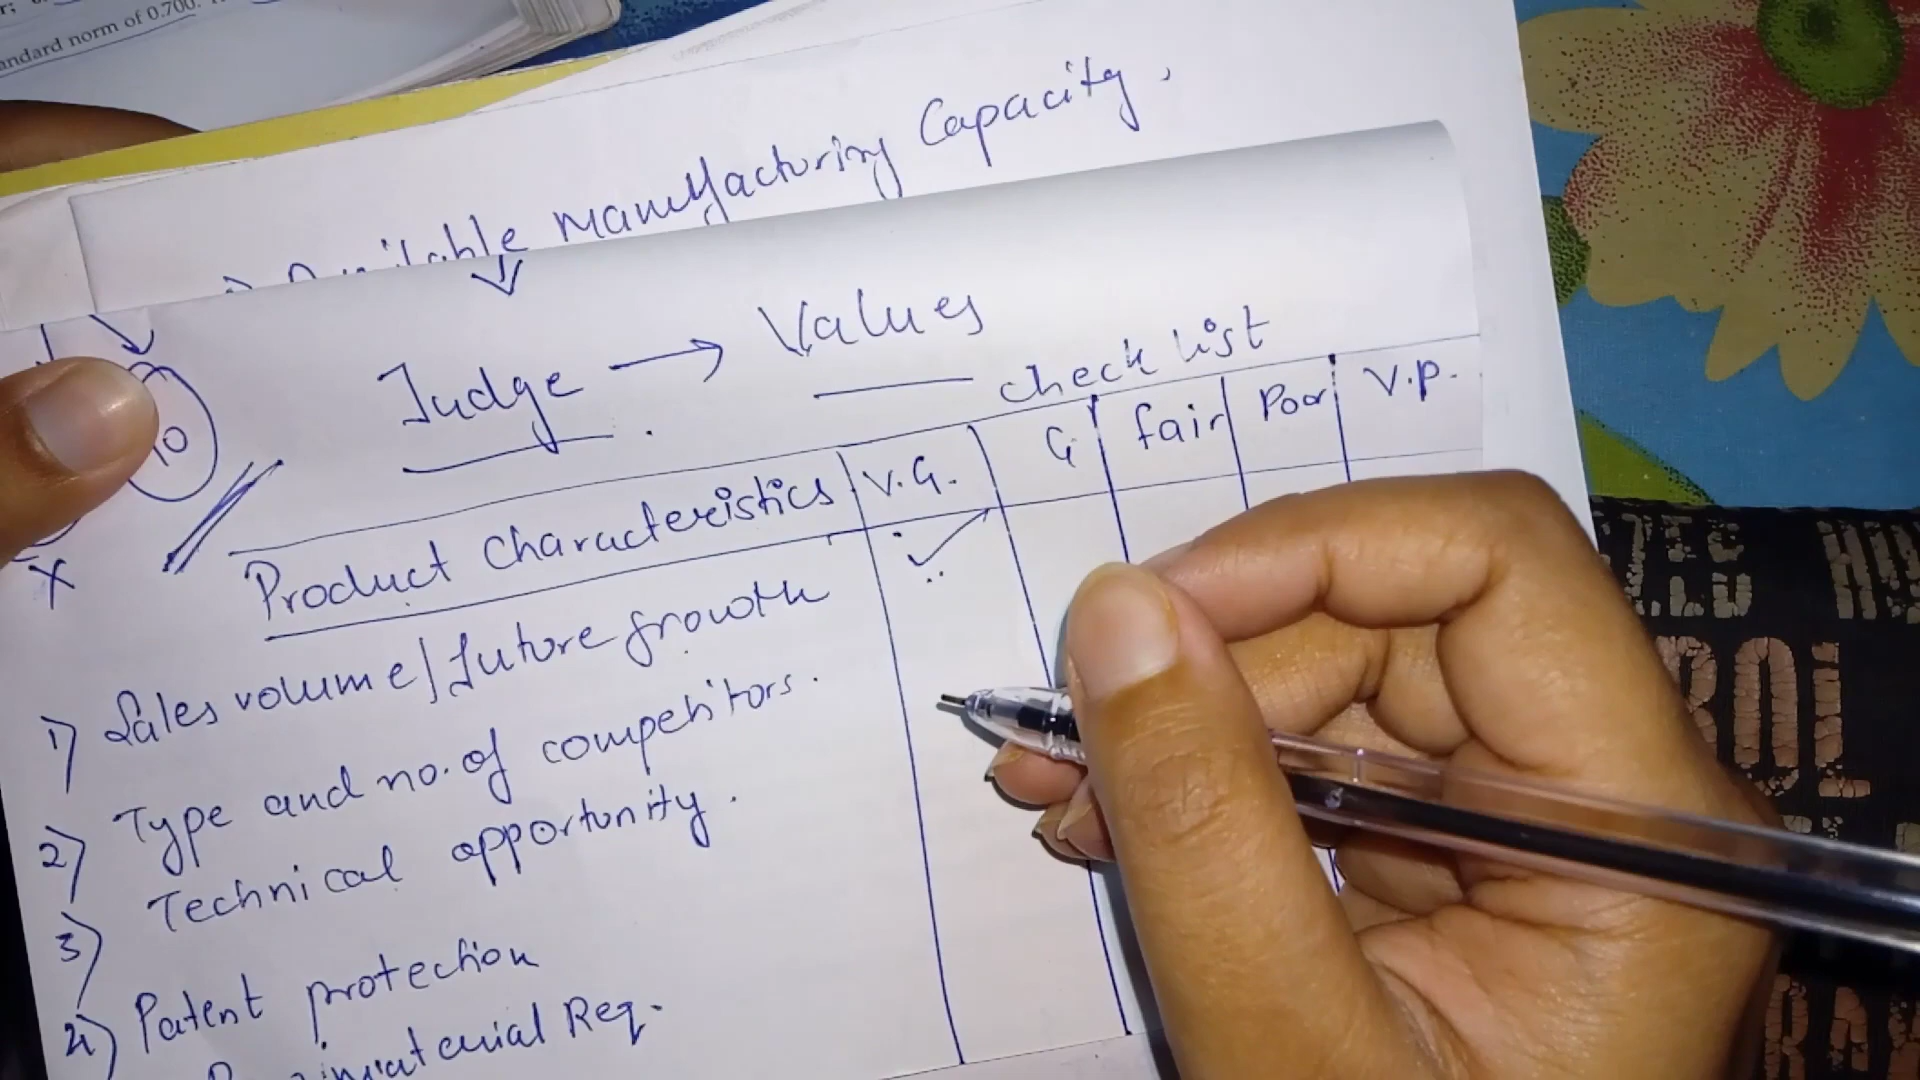 andard norm of 0.700.
Available manufacturing Capacity.
Judge → Values
check list
10
X
Product Characteristics V.G. G fair Poor V.P.
1) Sales volume/future growth ✓
2) Type and no. of competitors.
3) Technical opportunity.
4) Patent protection
material Req.